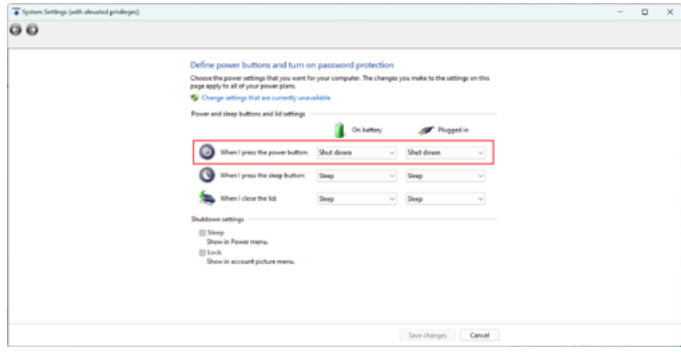 System Settings (with elevated privileges)
Define power buttons and turn on password protection
Choose the power settings that you want for your computer. The changes you make to the settings on this
page apply to all of your power plans.
Change settings that are currently unavailable
Power and sleep buttons and lid settings
On battery Plugged in
When I press the power button: Shut down Shut down
When I press the sleep button: Sleep Sleep
When I close the lid: Sleep Sleep
Shutdown settings
Sleep
Show in Power menu.
Lock
Show in account picture menu.
Save changes Cancel